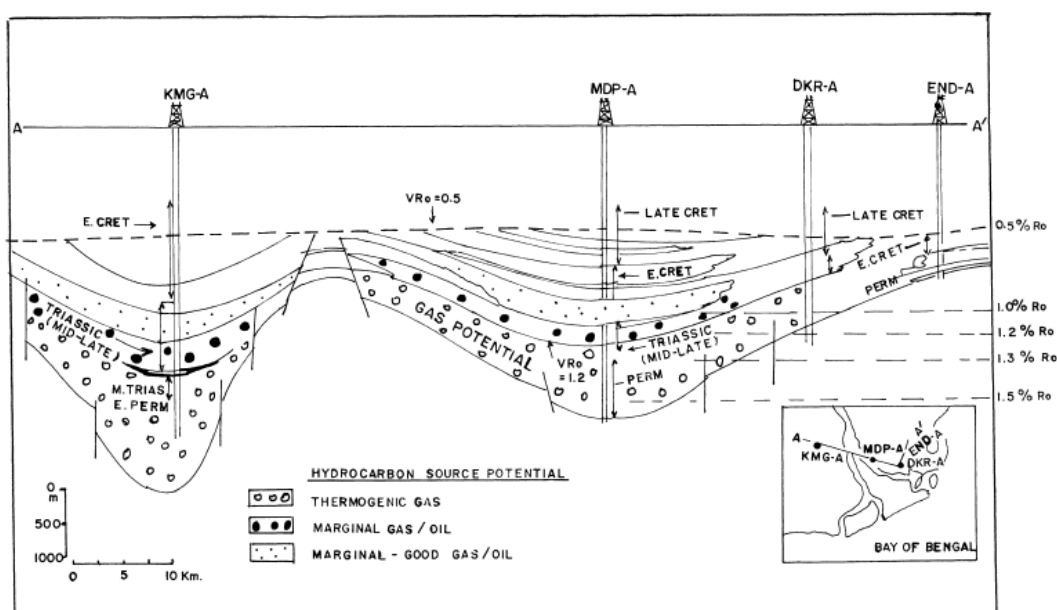 KMG-A
MDP-A
DKR-A
END-A
A
A'
VRo=0.5
E. CRET
LATE CRET
LATE CRET
0.5% Ro
E.CRET
E. CRET
PERM
1.0% Ro
TRIASSIC
(MID-LATE)
GAS POTENTIAL
TRIASSIC
(MID-LATE)
1.2 % Ro
1.3 % Ro
VRo
=1.2
PERM
M.TRIAS
E. PERM
1.5% Ro
HYDROCARBON SOURCE POTENTIAL
THERMOGENIC GAS
MARGINAL GAS / OIL
MARGINAL - GOOD GAS/OIL
0
m
500
1000
0 5 10 Km.
A
KMG-A
MDP-A
A'
END-A
DKR-A
BAY OF BENGAL